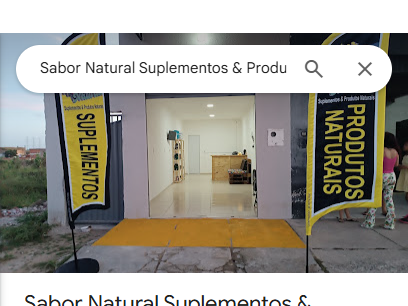 Sabor Natural Suplementos & Produ
Suplementos & Produtos Naturais
SUPLEMENTOS
Suplementos & Produtos Naturais
PRODUTOS
NATURAIS
Sabor Natural Suplementos &